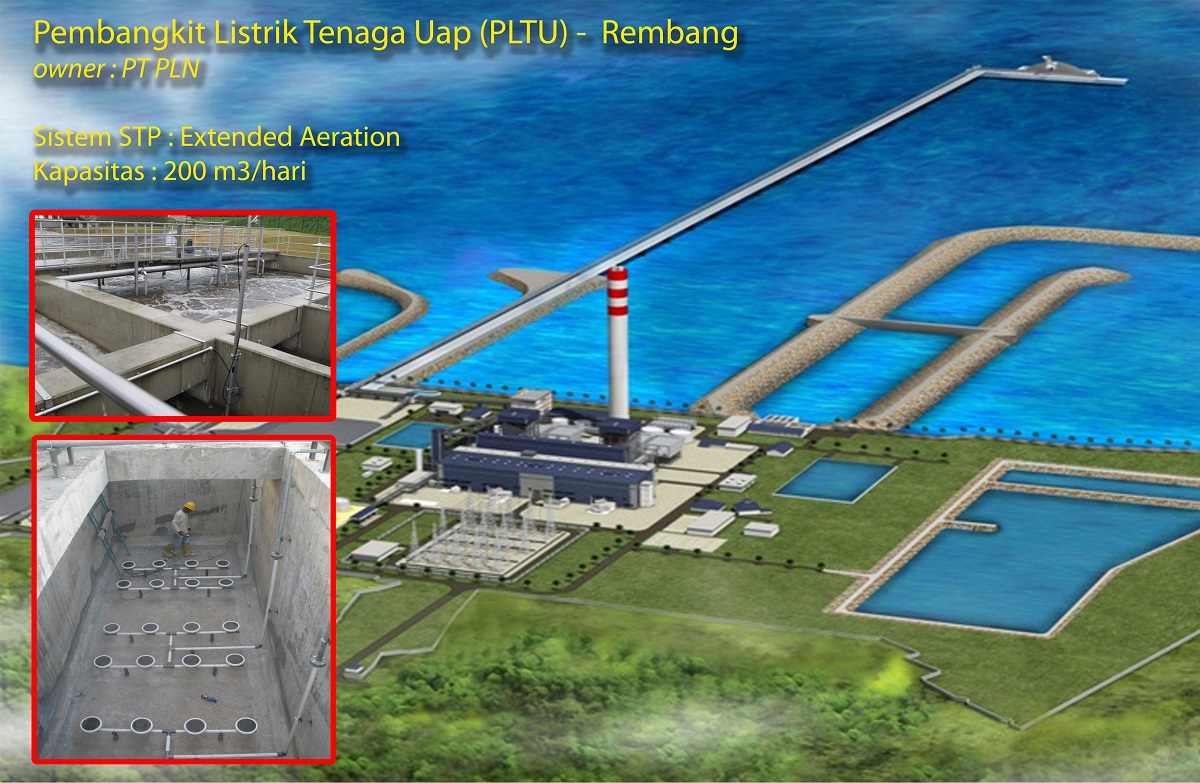 Pembangkit Listrik Tenaga Uap (PLTU) - Rembang
owner : PT PLN
Sistem STP : Extended Aeration
Kapasitas : 200 m3/hari